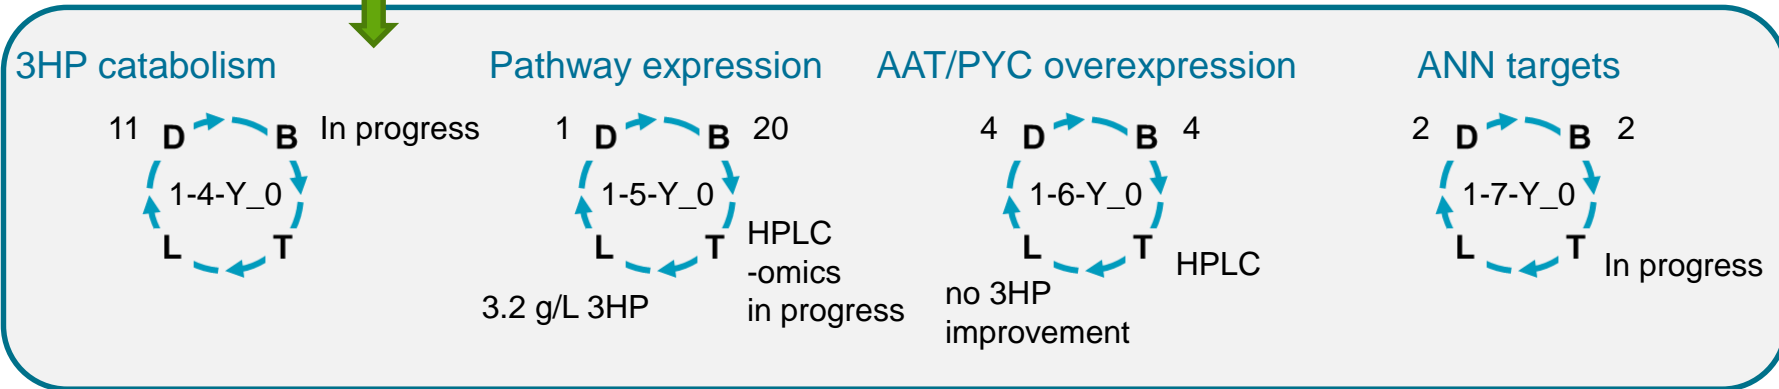 3HP catabolism
11 D B In progress
1-4-Y_0
L T
Pathway expression
1 D B 20
1-5-Y_0
L T
HPLC
-omics
in progress
3.2 g/L 3HP
AAT/PYC overexpression
4 D B 4
1-6-Y_0
L T HPLC
no 3HP
improvement
ANN targets
2 D B 2
1-7-Y_0
L T In progress